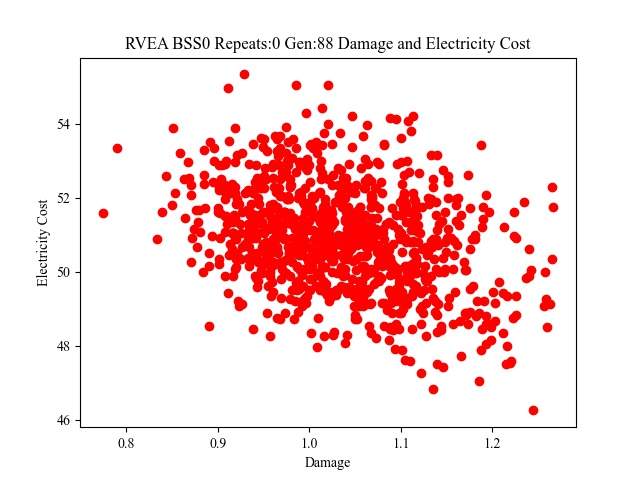 RVEA BSS0 Repeats:0 Gen:88 Damage and Electricity Cost
54
52
50
48
46
Electricity Cost
0.8 0.9 1.0 1.1 1.2
Damage